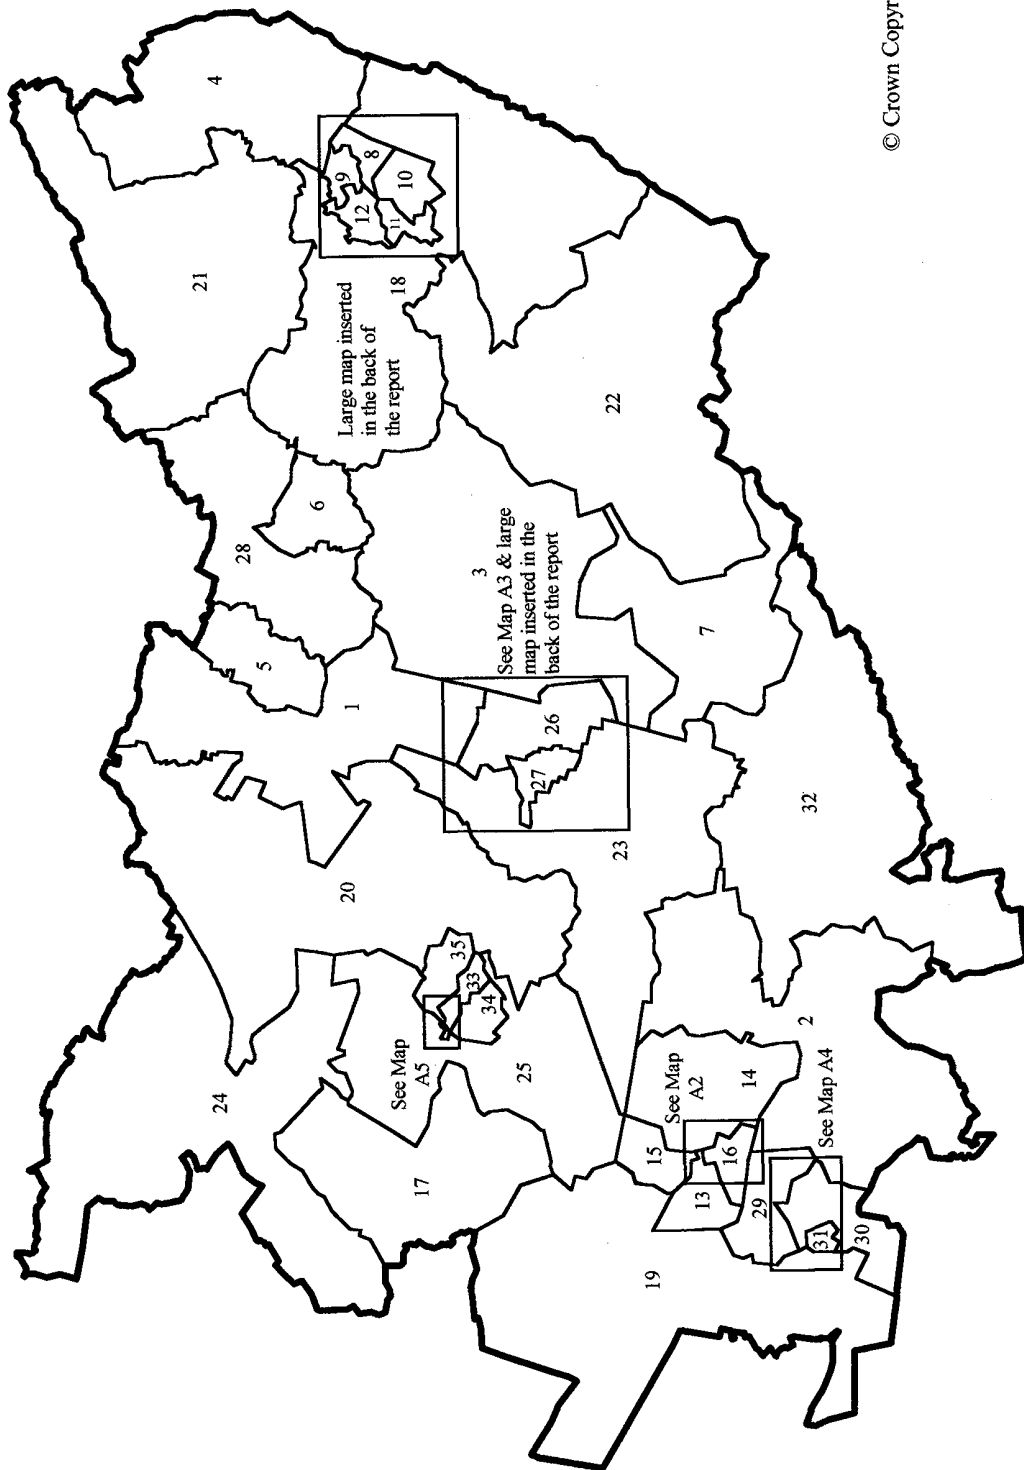 21
4
24
28
5
6
9
20
1
Large map inserted
in the back of
the report
12
8
11
18
10
See Map
A5
17
35
33
3
34
See Map A3 & large
map inserted in the
back of the report
25
27
26
22
23
19
15
See Map
A2
13
7
16
14
29
2
32
31
See Map A4
30
© Crown Copyr